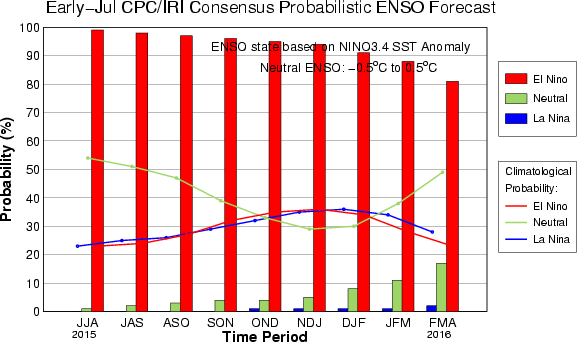 Early-Jul CPC/IRI Consensus Probabilistic ENSO Forecast
ENSO state based on NINO3.4 SST Anomaly
Neutral ENSO: -0.5°C to 0.5°C
Probability (%)
100
90
80
70
60
50
40
30
20
10
0
JJA JAS ASO SON OND NDJ DJF JFM FMA
2015 2016
Time Period
El Nino
Neutral
La Nina
Climatological
Probability:
El Nino
Neutral
La Nina